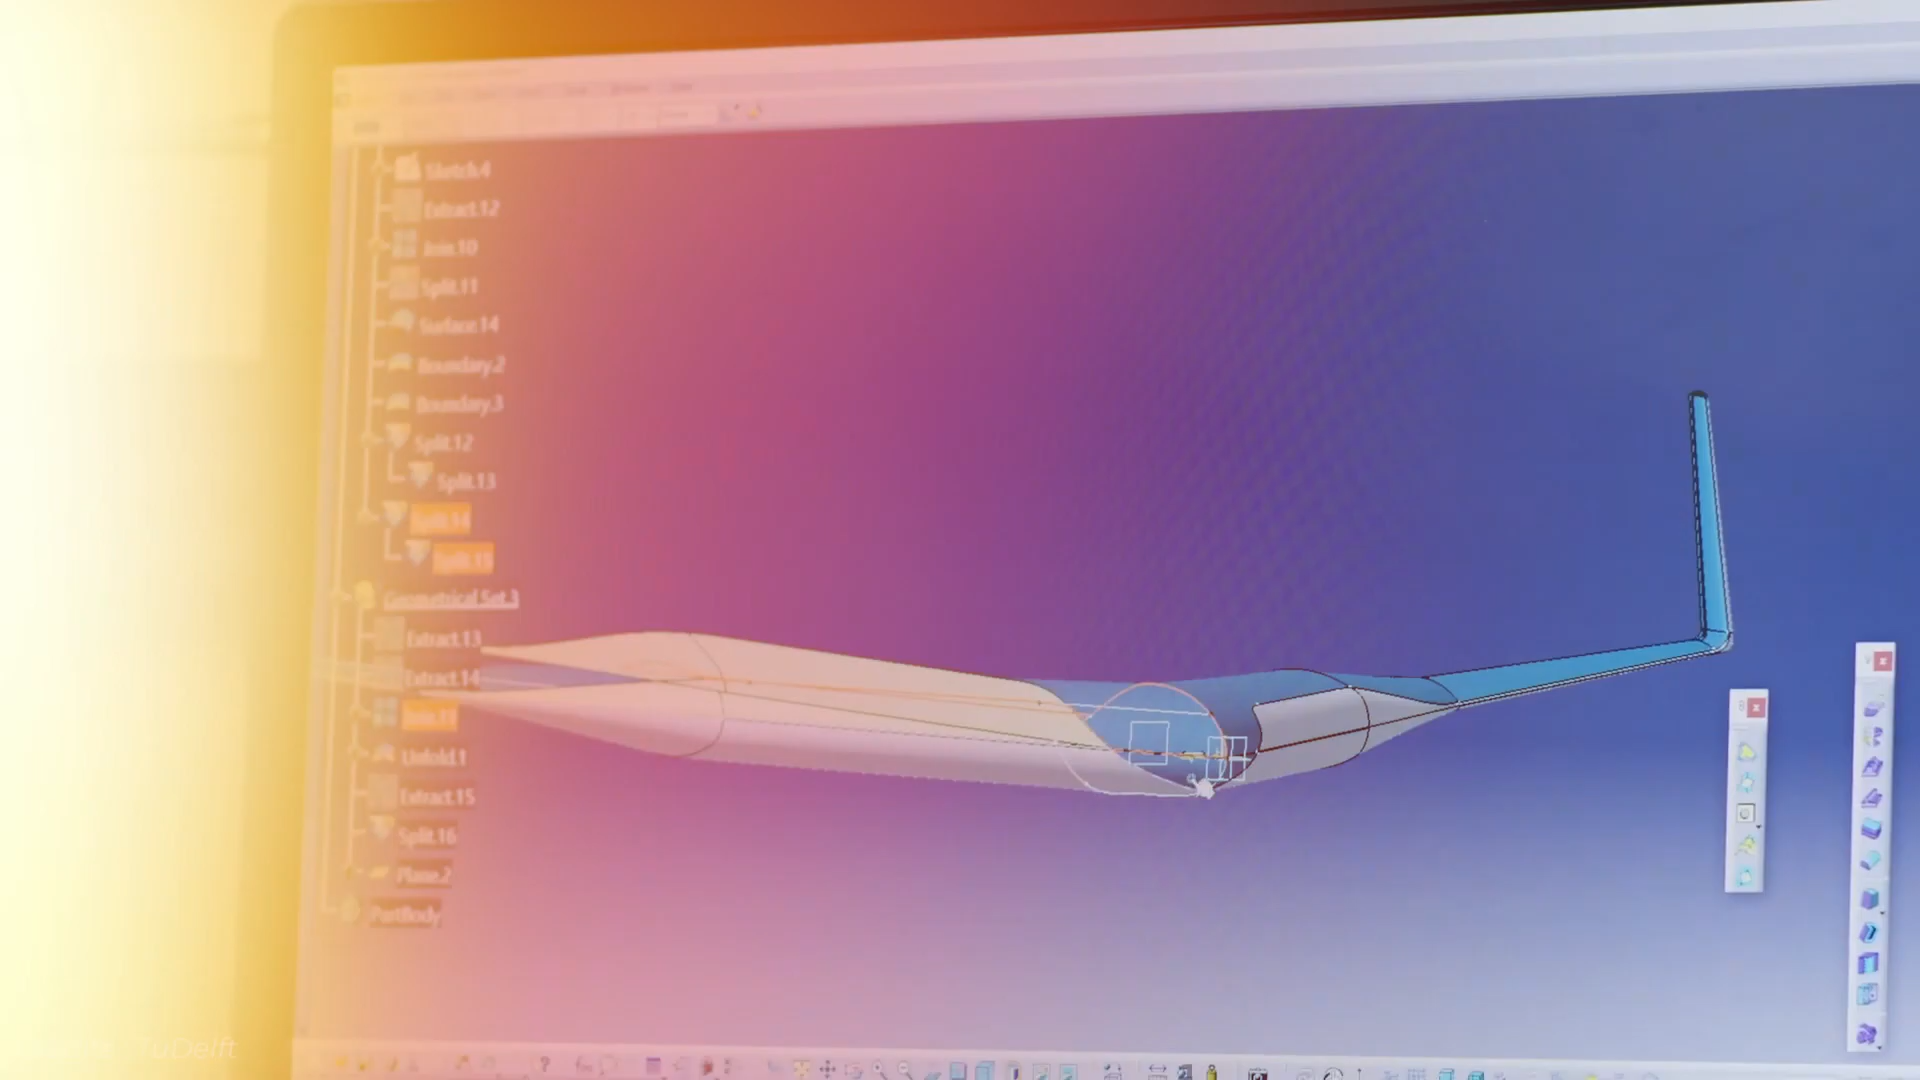 Sketch.4
Extract.12
Join.10
Split.11
Surface.14
Boundary.2
Boundary.3
Split.12
Split.13
Split.14
Split.15
Geometrical Set.3
Extract.13
Extract.14
Unfold.1
Extract.15
Split.16
Plane.2
PartBody
TUDelft